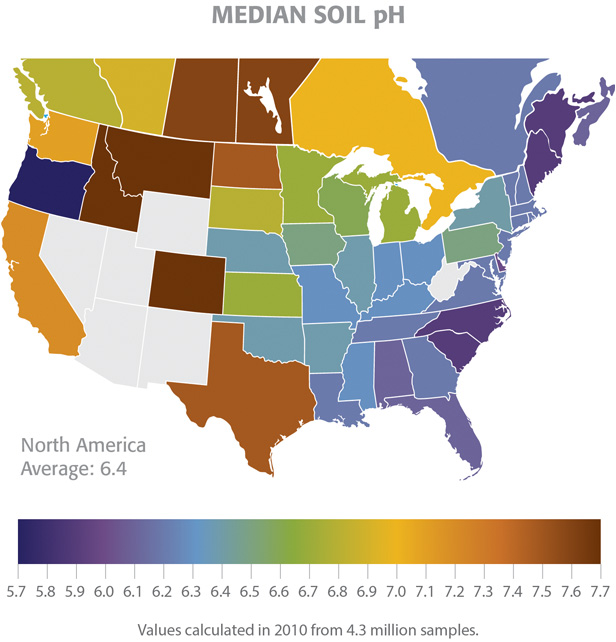 MEDIAN SOIL pH
North America
Average: 6.4
5.7 5.8 5.9 6.0 6.1 6.2 6.3 6.4 6.5 6.6 6.7 6.8 6.9 7.0 7.1 7.2 7.3 7.4 7.5 7.6 7.7
Values calculated in 2010 from 4.3 million samples.